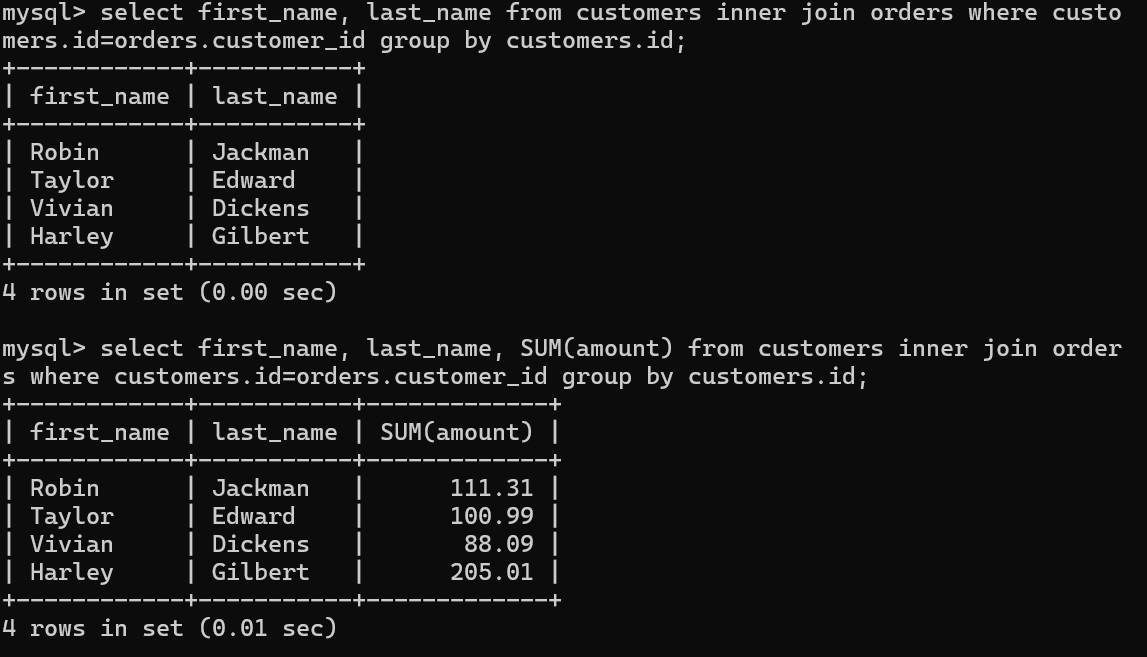 mysql> select first_name, last_name from customers inner join orders where custo
mers.id=orders.customer_id group by customers.id;
+------------+-----------+
| first_name | last_name |
+------------+-----------+
| Robin      | Jackman   |
| Taylor     | Edward    |
| Vivian     | Dickens   |
| Harley     | Gilbert   |
+------------+-----------+
4 rows in set (0.00 sec)

mysql> select first_name, last_name, SUM(amount) from customers inner join order
s where customers.id=orders.customer_id group by customers.id;
+------------+-----------+-------------+
| first_name | last_name | SUM(amount) |
+------------+-----------+-------------+
| Robin      | Jackman   |      111.31 |
| Taylor     | Edward    |      100.99 |
| Vivian     | Dickens   |       88.09 |
| Harley     | Gilbert   |      205.01 |
+------------+-----------+-------------+
4 rows in set (0.01 sec)